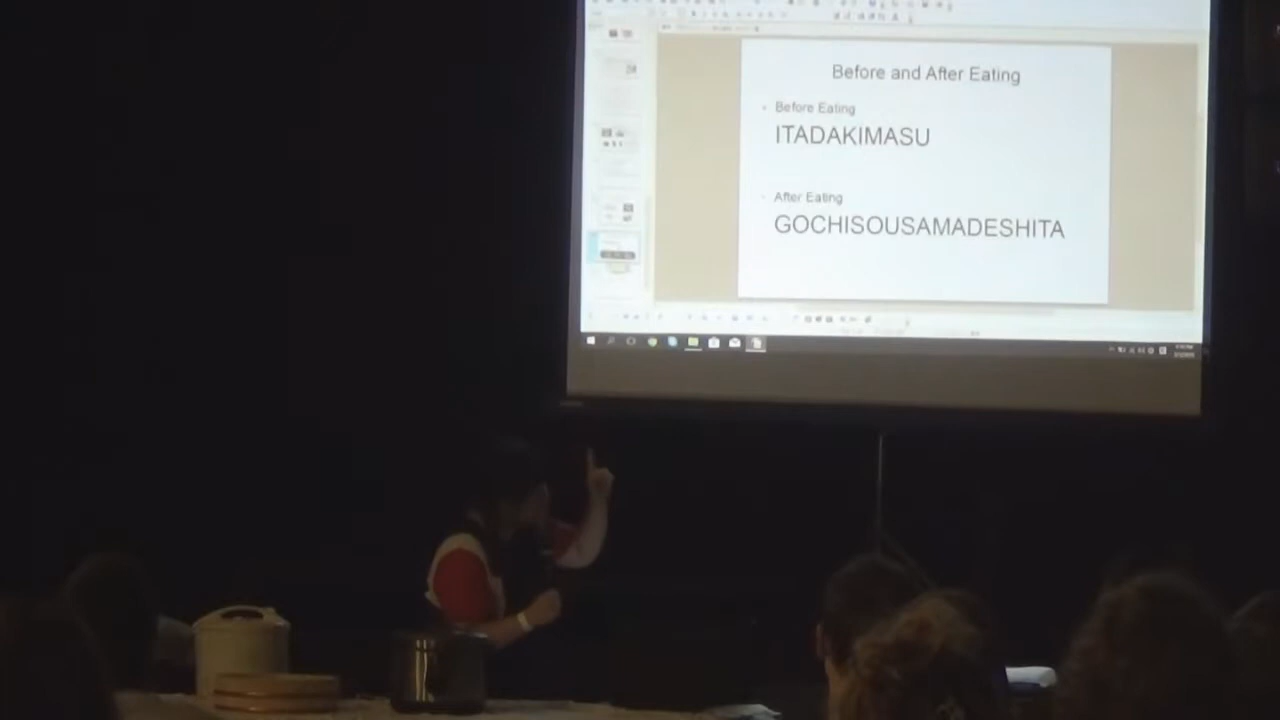 Before and After Eating
Before Eating
ITADAKIMASU
After Eating
GOCHISOUSAMADESHITA